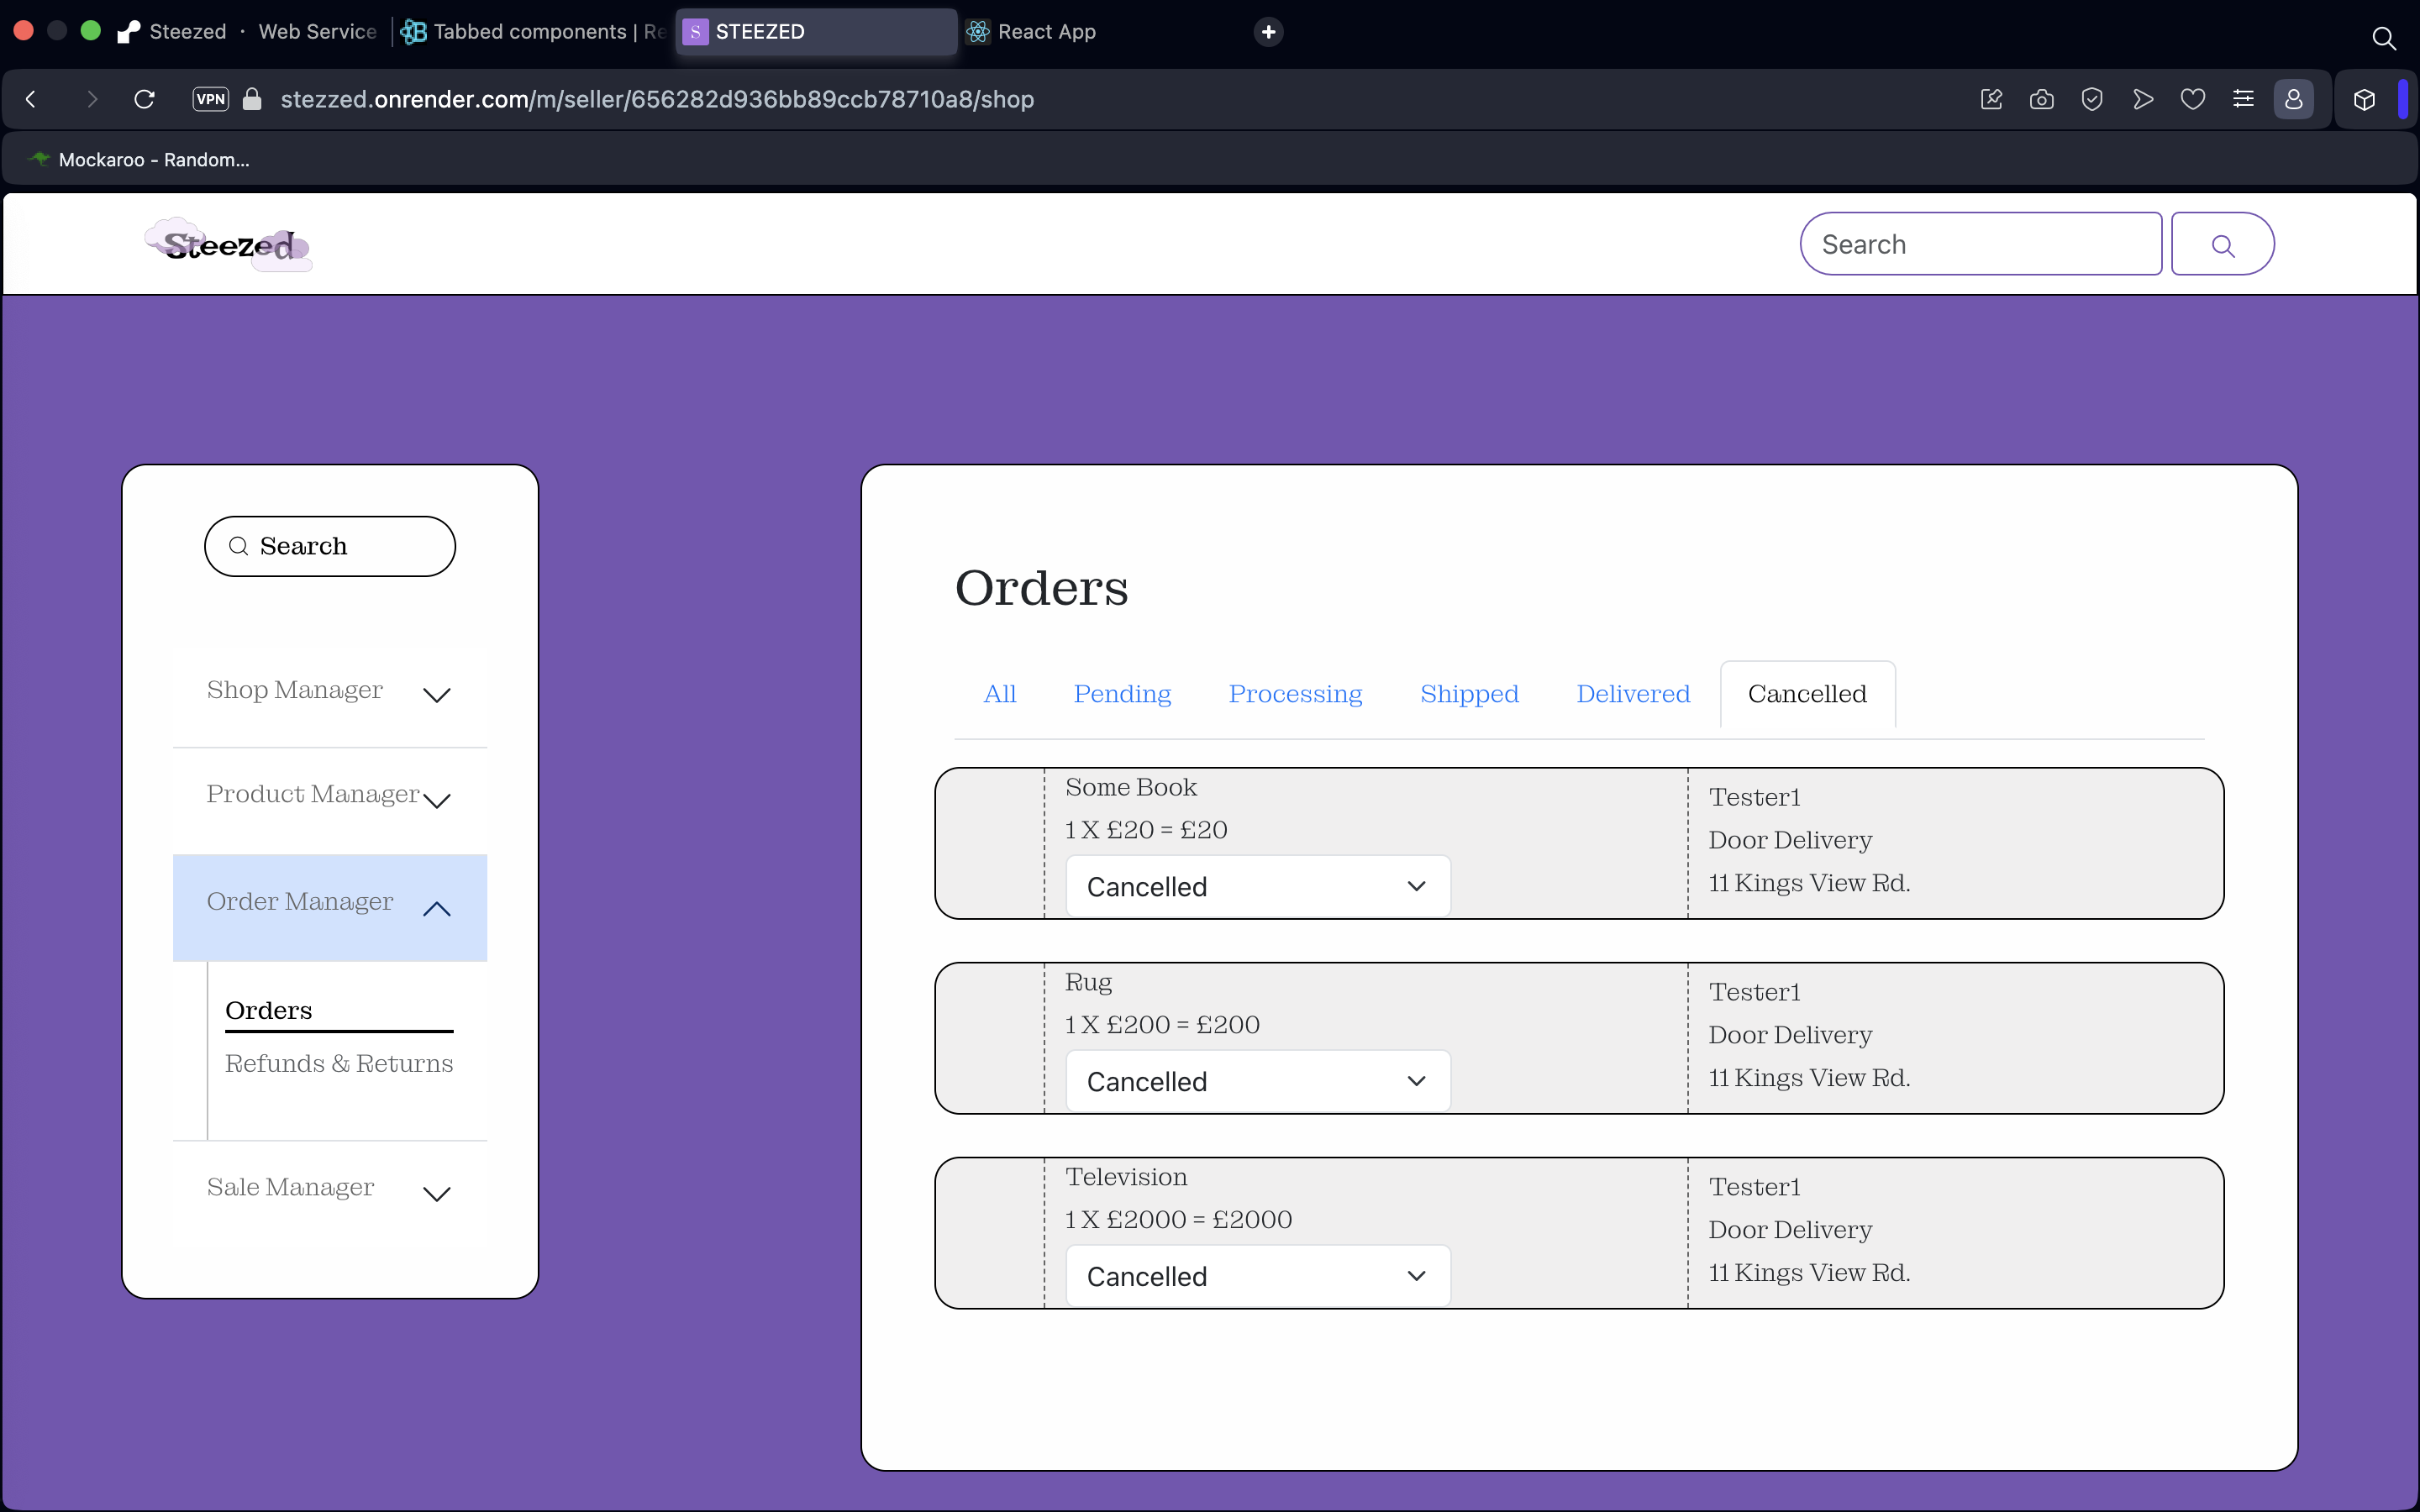 Steezed · Web Service
Tabbed components | Re
S STEEZED
React App
VPN stezzed.onrender.com/m/seller/656282d936bb89ccb78710a8/shop
Mockaroo - Random...
Steezed
Search
Search
Shop Manager
Product Manager
Order Manager
Orders
Refunds & Returns
Sale Manager
Orders
All Pending Processing Shipped Delivered Cancelled
Some Book
1 X £20 = £20
Cancelled
Tester1
Door Delivery
11 Kings View Rd.
Rug
1 X £200 = £200
Cancelled
Tester1
Door Delivery
11 Kings View Rd.
Television
1 X £2000 = £2000
Cancelled
Tester1
Door Delivery
11 Kings View Rd.